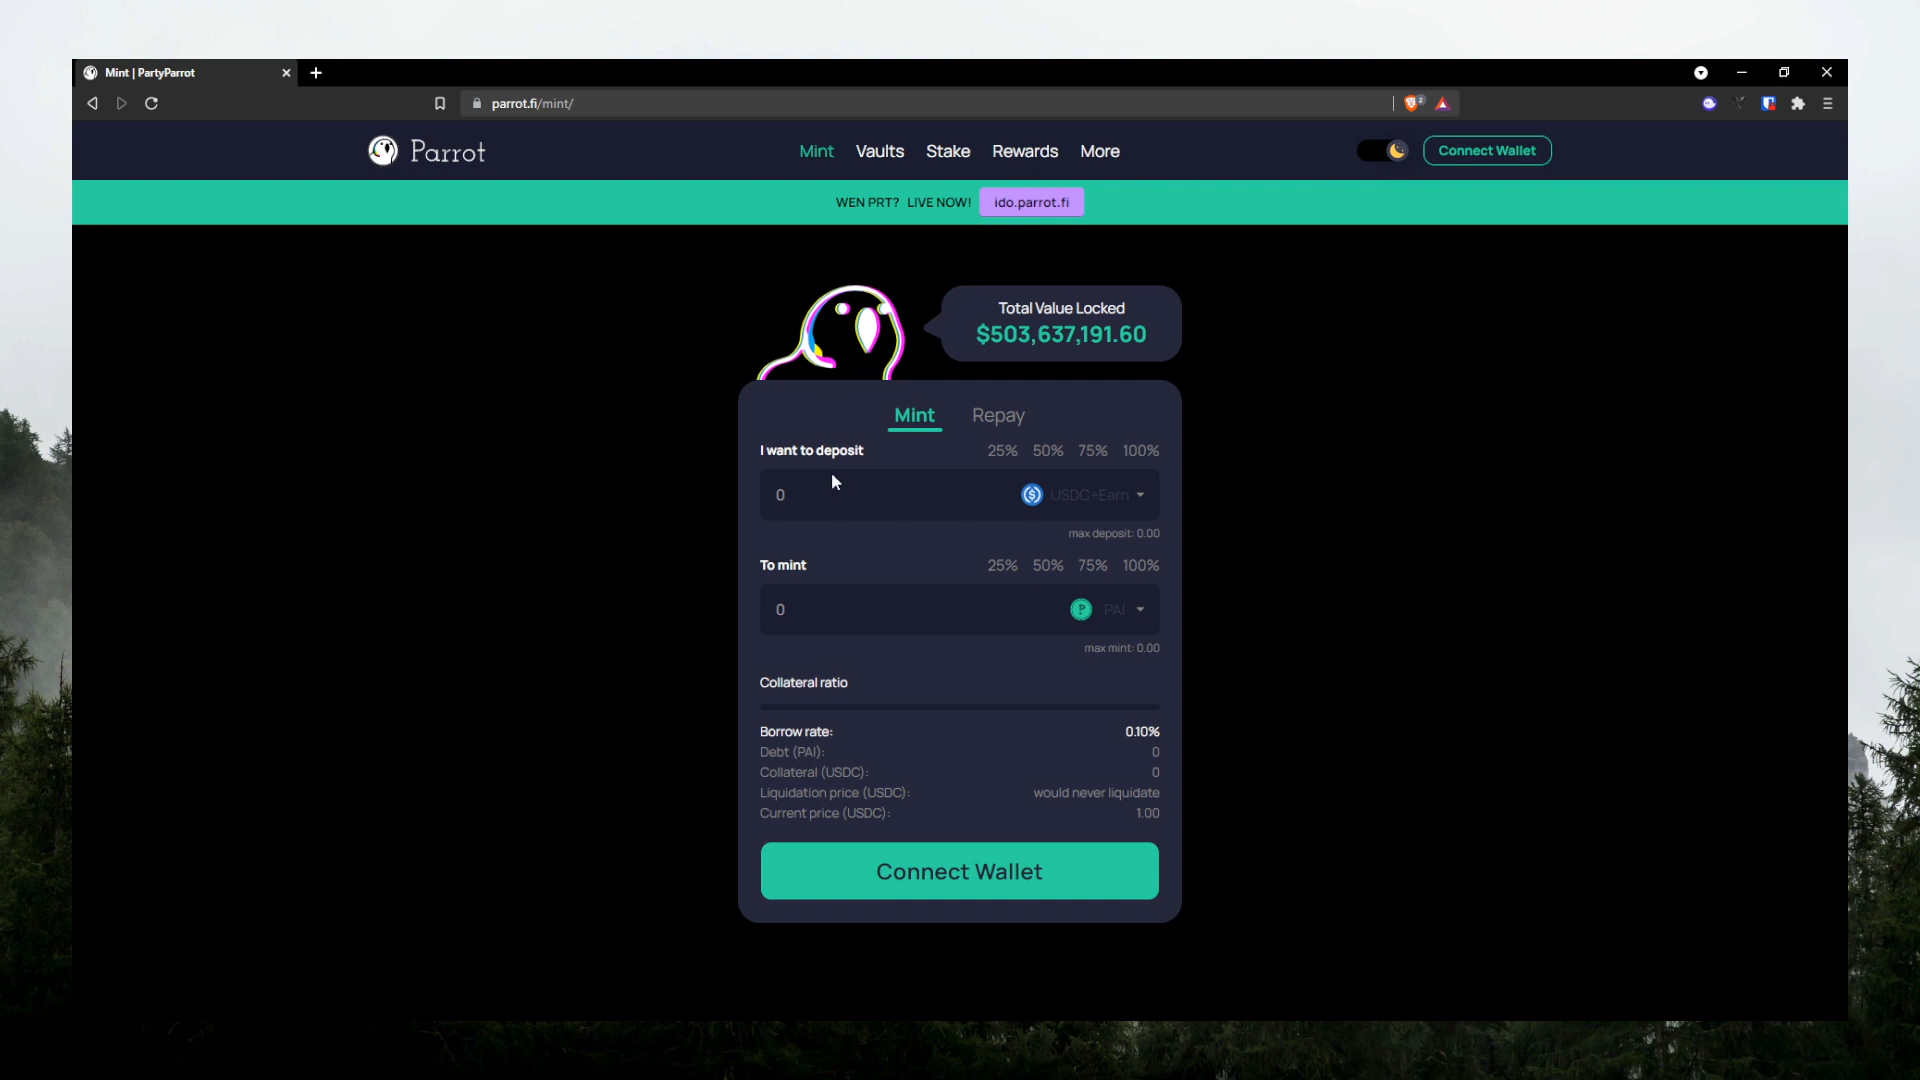 Mint | PartyParrot
parrot.fi/mint/
2
Parrot
Mint Vaults Stake Rewards More
Connect Wallet
WEN PRT? LIVE NOW! ido.parrot.fi
Total Value Locked
$503,637,191.60
Mint Repay
I want to deposit 25% 50% 75% 100%
0 USDC+Earn
max deposit: 0.00
To mint 25% 50% 75% 100%
0 P PAI
max mint: 0.00
Collateral ratio
Borrow rate: 0.10%
Debt (PAI): 0
Collateral (USDC): 0
Liquidation price (USDC): would never liquidate
Current price (USDC): 1.00
Connect Wallet